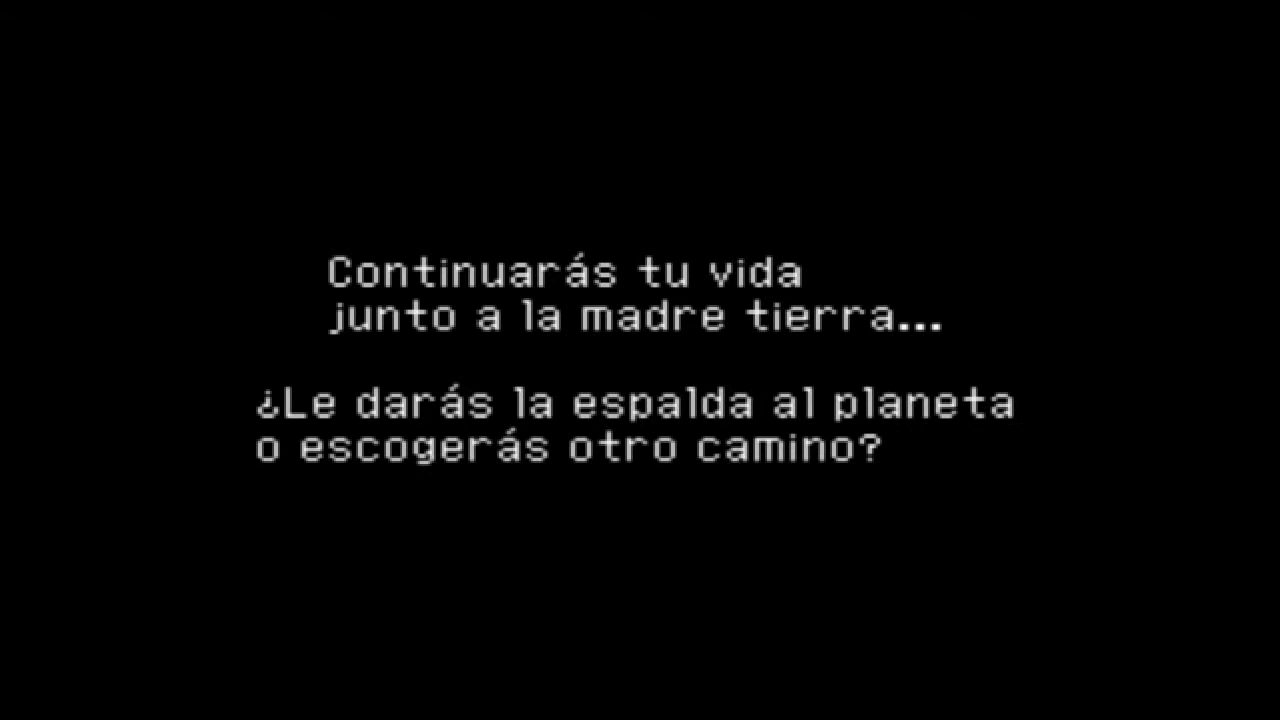 Continuarás tu vida
junto a la madre tierra...
¿Le darás la espalda al planeta
o escogerás otro camino?